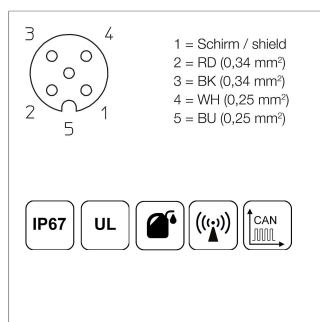 3 4
2 1
5
1 = Schirm / shield
2 = RD (0,34 mm²)
3 = BK (0,34 mm²)
4 = WH (0,25 mm²)
5 = BU (0,25 mm²)
IP67 UL CAN